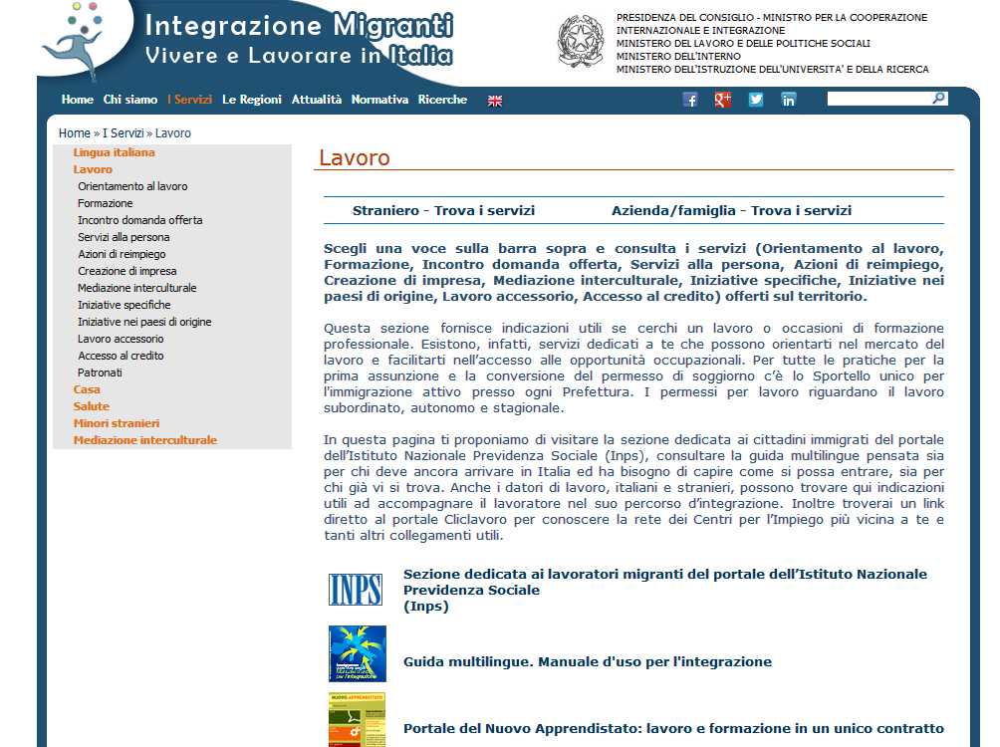 Integrazione Migranti
Vivere e Lavorare in Italia
PRESIDENZA DEL CONSIGLIO - MINISTRO PER LA COOPERAZIONE
INTERNAZIONALE E INTEGRAZIONE
MINISTERO DEL LAVORO E DELLE POLITICHE SOCIALI
MINISTERO DELL'INTERNO
MINISTERO DELL'ISTRUZIONE DELL'UNIVERSITA' E DELLA RICERCA
Home Chi siamo I Servizi Le Regioni Attualità Normativa Ricerche
Home » I Servizi » Lavoro
Lingua italiana
Lavoro
Orientamento al lavoro
Formazione
Incontro domanda offerta
Servizi alla persona
Azioni di reimpiego
Creazione di impresa
Mediazione interculturale
Iniziative specifiche
Iniziative nei paesi di origine
Lavoro accessorio
Accesso al credito
Patronati
Casa
Salute
Minori stranieri
Mediazione interculturale
Lavoro
Straniero - Trova i servizi Azienda/famiglia - Trova i servizi
Scegli una voce sulla barra sopra e consulta i servizi (Orientamento al lavoro,
Formazione, Incontro domanda offerta, Servizi alla persona, Azioni di reimpiego,
Creazione di impresa, Mediazione interculturale, Iniziative specifiche, Iniziative nei
paesi di origine, Lavoro accessorio, Accesso al credito) offerti sul territorio.
Questa sezione fornisce indicazioni utili se cerchi un lavoro o occasioni di formazione
professionale. Esistono, infatti, servizi dedicati a te che possono orientarti nel mercato del
lavoro e facilitarti nell’accesso alle opportunità occupazionali. Per tutte le pratiche per la
prima assunzione e la conversione del permesso di soggiorno c’è lo Sportello unico per
l'immigrazione attivo presso ogni Prefettura. I permessi per lavoro riguardano il lavoro
subordinato, autonomo e stagionale.
In questa pagina ti proponiamo di visitare la sezione dedicata ai cittadini immigrati del portale
dell’Istituto Nazionale Previdenza Sociale (Inps), consultare la guida multilingue pensata sia
per chi deve ancora arrivare in Italia ed ha bisogno di capire come si possa entrare, sia per
chi già vi si trova. Anche i datori di lavoro, italiani e stranieri, possono trovare qui indicazioni
utili ad accompagnare il lavoratore nel suo percorso d’integrazione. Inoltre troverai un link
diretto al portale Cliclavoro per conoscere la rete dei Centri per l’Impiego più vicina a te e
tanti altri collegamenti utili.
INPS
Sezione dedicata ai lavoratori migranti del portale dell’Istituto Nazionale
Previdenza Sociale
(Inps)
Guida multilingue. Manuale d'uso per l'integrazione
NUOVO APPRENDISTATO
Portale del Nuovo Apprendistato: lavoro e formazione in un unico contratto